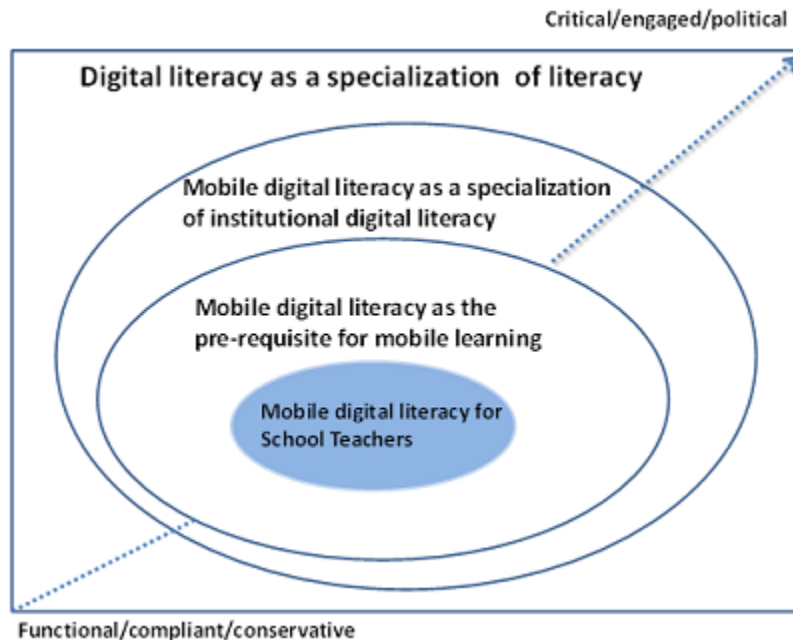 Critical/engaged/political
Digital literacy as a specialization of literacy
Mobile digital literacy as a specialization
of institutional digital literacy
Mobile digital literacy as the
pre-requisite for mobile learning
Mobile digital literacy for
School Teachers
Functional/compliant/conservative